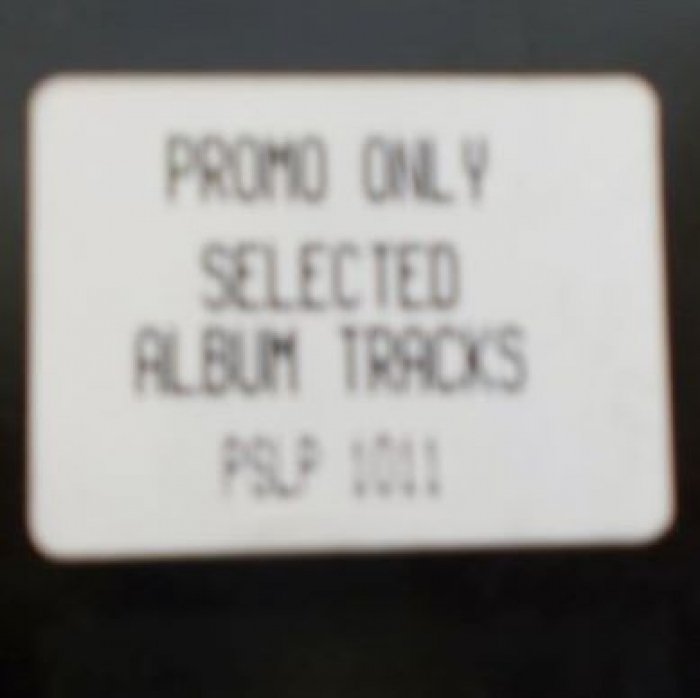 PROMO ONLY
SELECTED
ALBUM TRACKS
PSLP 1011